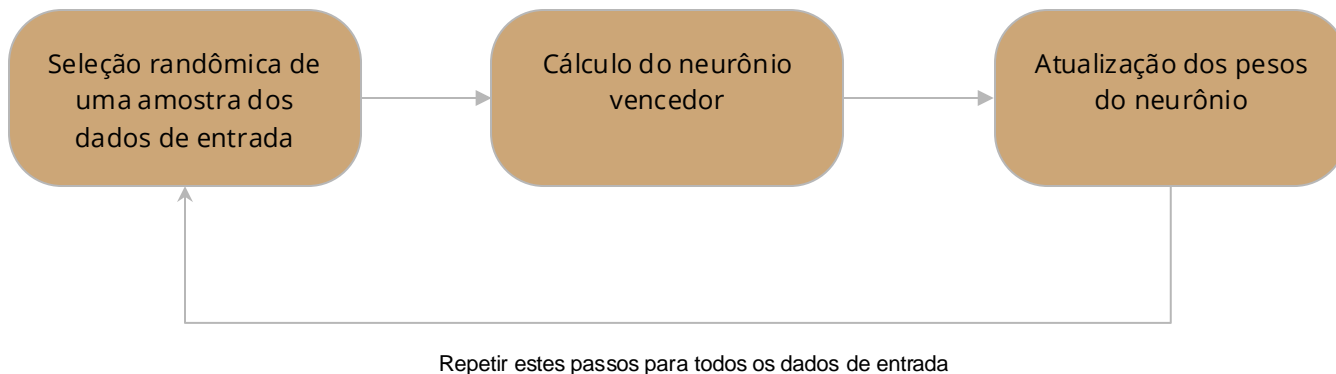 Seleção randômica de
uma amostra dos
dados de entrada
Cálculo do neurônio
vencedor
Atualização dos pesos
do neurônio
Repetir estes passos para todos os dados de entrada